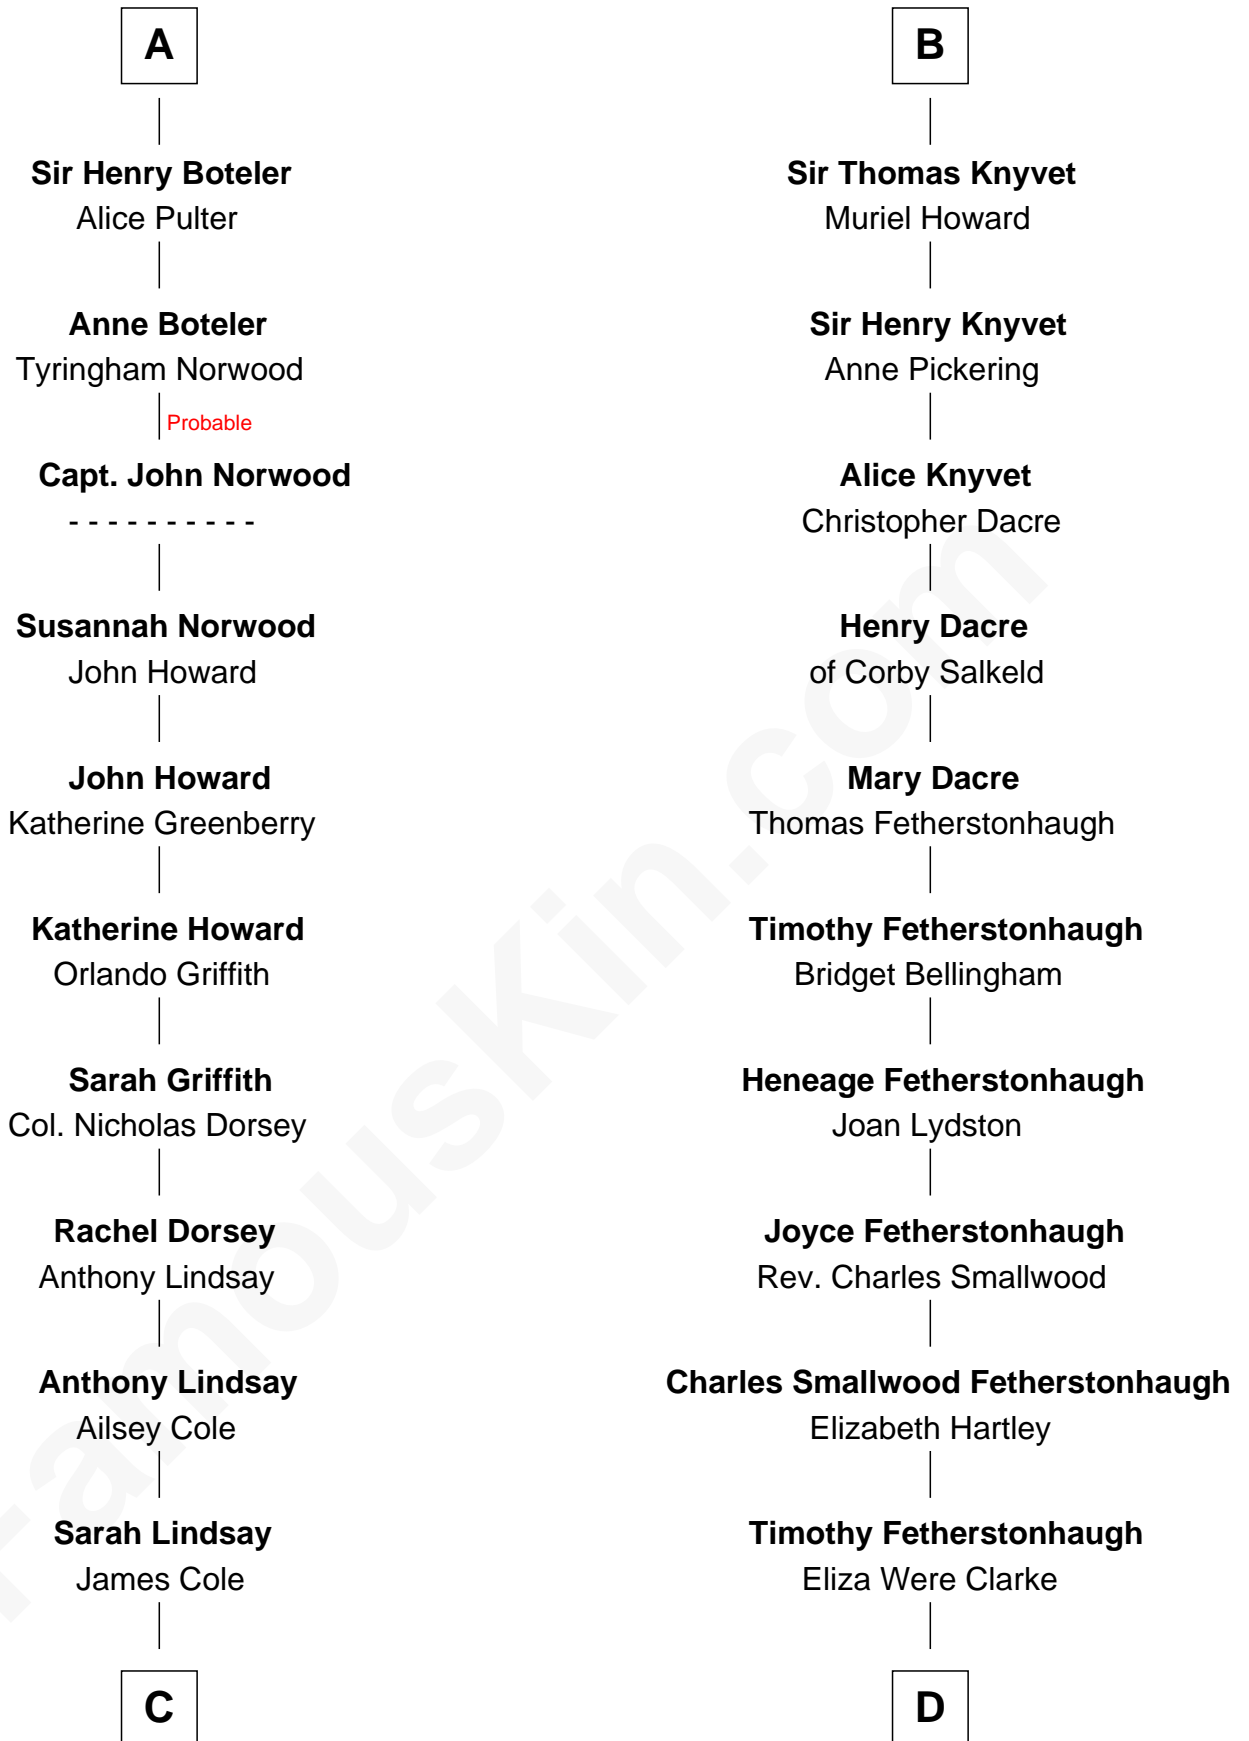 A
Sir Henry Boteler
Alice Pulter
Anne Boteler
Tyringham Norwood
Probable
Capt. John Norwood
- - - - - - - - - -
Susannah Norwood
John Howard
John Howard
Katherine Greenberry
Katherine Howard
Orlando Griffith
Sarah Griffith
Col. Nicholas Dorsey
Rachel Dorsey
Anthony Lindsay
Anthony Lindsay
Ailsey Cole
Sarah Lindsay
James Cole
C
B
Sir Thomas Knyvet
Muriel Howard
Sir Henry Knyvet
Anne Pickering
Alice Knyvet
Christopher Dacre
Henry Dacre
of Corby Salkeld
Mary Dacre
Thomas Fetherstonhaugh
Timothy Fetherstonhaugh
Bridget Bellingham
Heneage Fetherstonhaugh
Joan Lydston
Joyce Fetherstonhaugh
Rev. Charles Smallwood
Charles Smallwood Fetherstonhaugh
Elizabeth Hartley
Timothy Fetherstonhaugh
Eliza Were Clarke
D
FamousKin.com